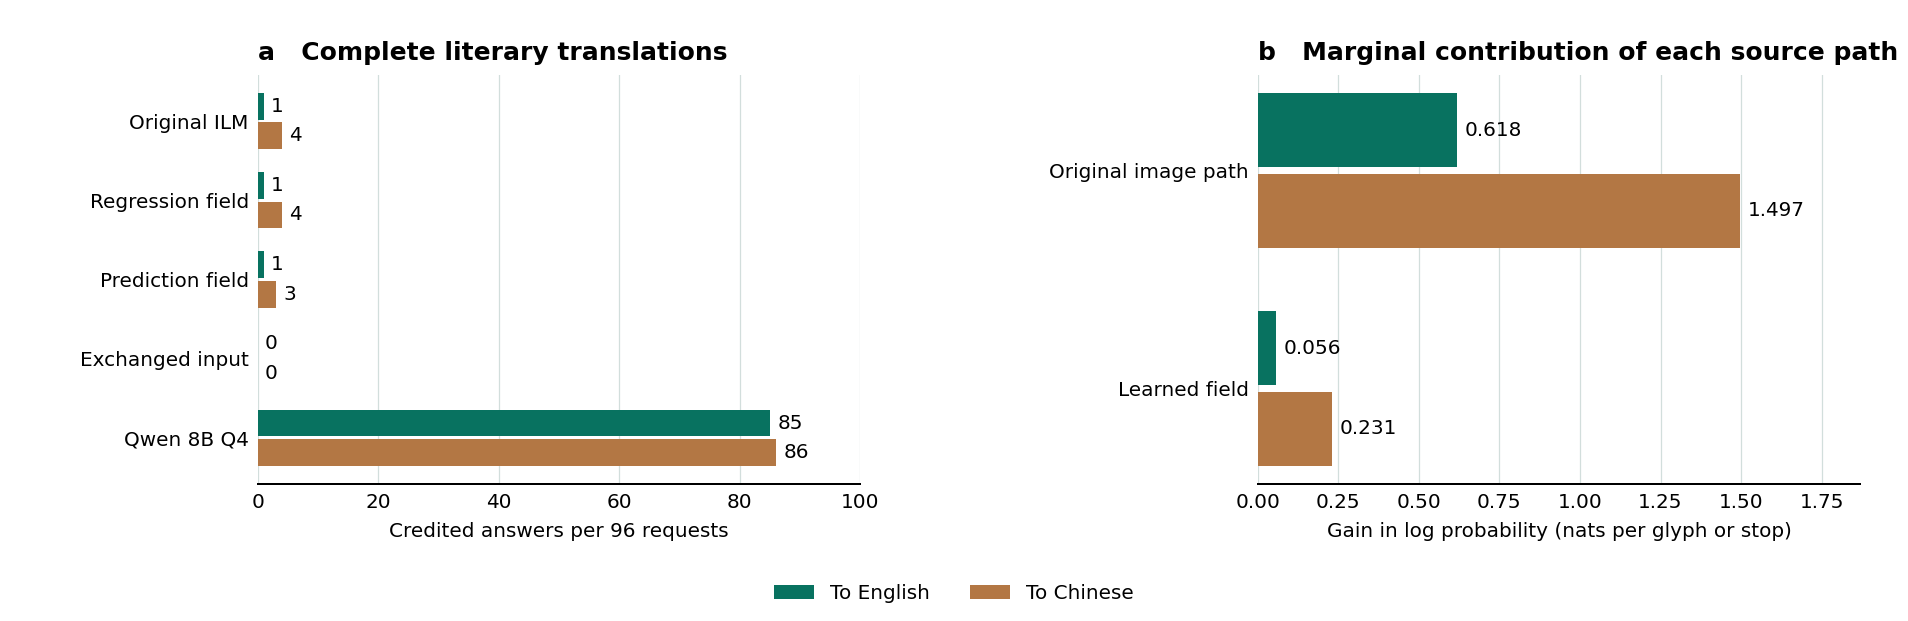 a Complete literary translations
Original ILM
1
4
Regression field
1
4
Prediction field
1
3
Exchanged input
0
0
Qwen 8B Q4
85
86
0 20 40 60 80 100
Credited answers per 96 requests
b Marginal contribution of each source path
Original image path
0.618
1.497
Learned field
0.056
0.231
0.00 0.25 0.50 0.75 1.00 1.25 1.50 1.75
Gain in log probability (nats per glyph or stop)
To English To Chinese